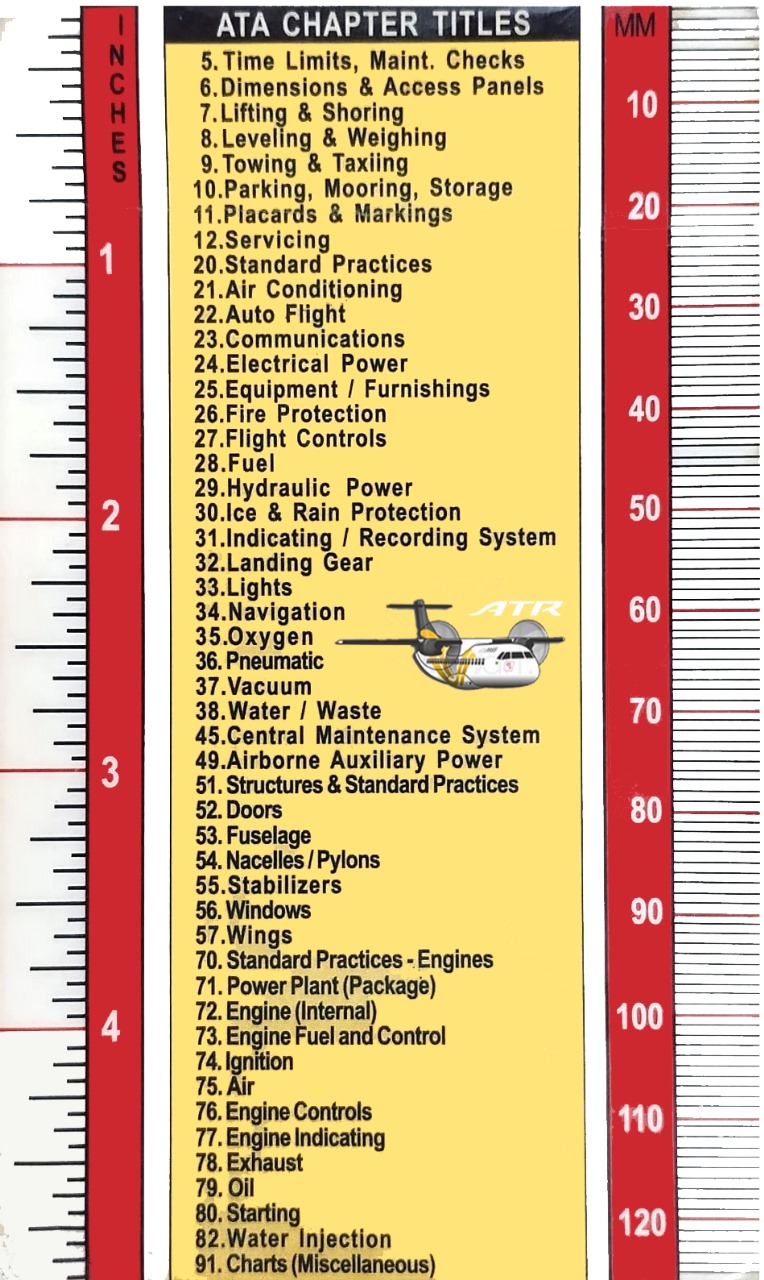 INCHES
ATA CHAPTER TITLES
MM
5. Time Limits, Maint. Checks
6. Dimensions & Access Panels
7. Lifting & Shoring
8. Leveling & Weighing
9. Towing & Taxiing
10. Parking, Mooring, Storage
11. Placards & Markings
12. Servicing
20. Standard Practices
21. Air Conditioning
22. Auto Flight
23. Communications
24. Electrical Power
25. Equipment / Furnishings
26. Fire Protection
27. Flight Controls
28. Fuel
29. Hydraulic Power
30. Ice & Rain Protection
31. Indicating / Recording System
32. Landing Gear
33. Lights
34. Navigation
ATR
35. Oxygen
36. Pneumatic
37. Vacuum
38. Water / Waste
45. Central Maintenance System
49. Airborne Auxiliary Power
51. Structures & Standard Practices
52. Doors
53. Fuselage
54. Nacelles / Pylons
55. Stabilizers
56. Windows
57. Wings
70. Standard Practices - Engines
71. Power Plant (Package)
72. Engine (Internal)
73. Engine Fuel and Control
74. Ignition
75. Air
76. Engine Controls
77. Engine Indicating
78. Exhaust
79. Oil
80. Starting
82. Water Injection
91. Charts (Miscellaneous)
1
2
3
4
10
20
30
40
50
60
70
80
90
100
110
120